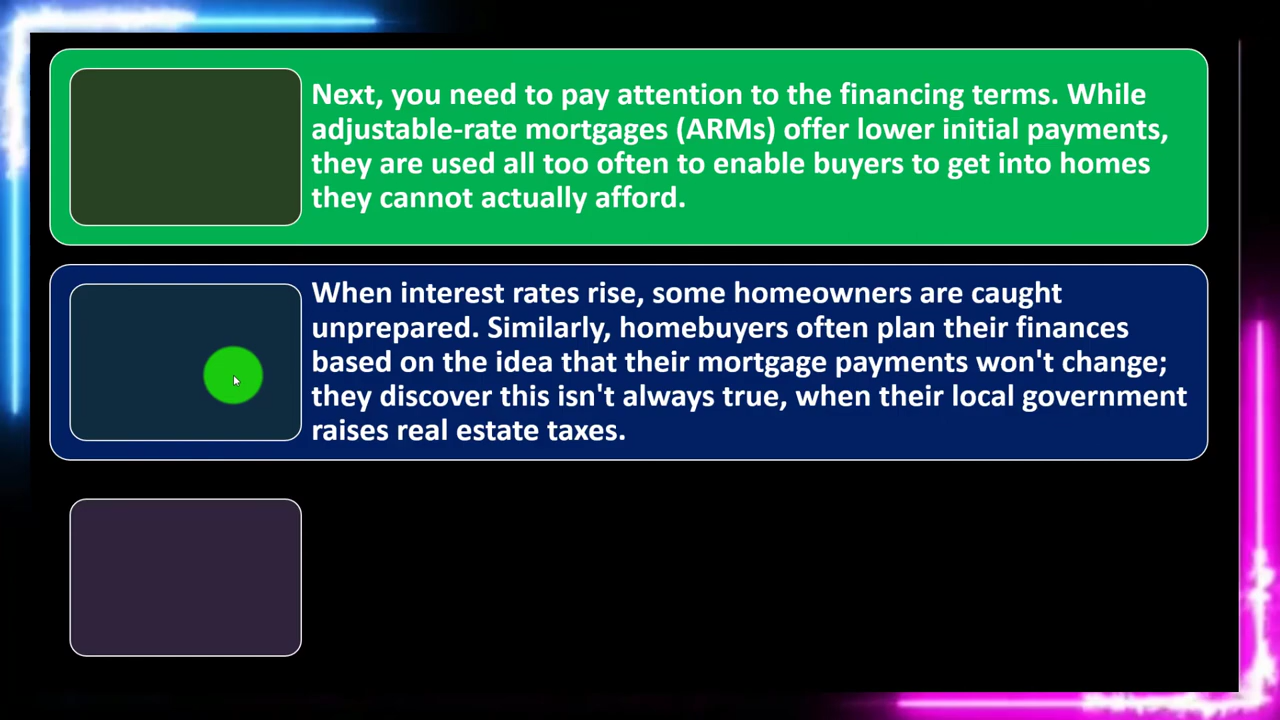 Next, you need to pay attention to the financing terms. While
adjustable-rate mortgages (ARMs) offer lower initial payments,
they are used all too often to enable buyers to get into homes
they cannot actually afford.
When interest rates rise, some homeowners are caught
unprepared. Similarly, homebuyers often plan their finances
based on the idea that their mortgage payments won't change;
they discover this isn't always true, when their local government
raises real estate taxes.